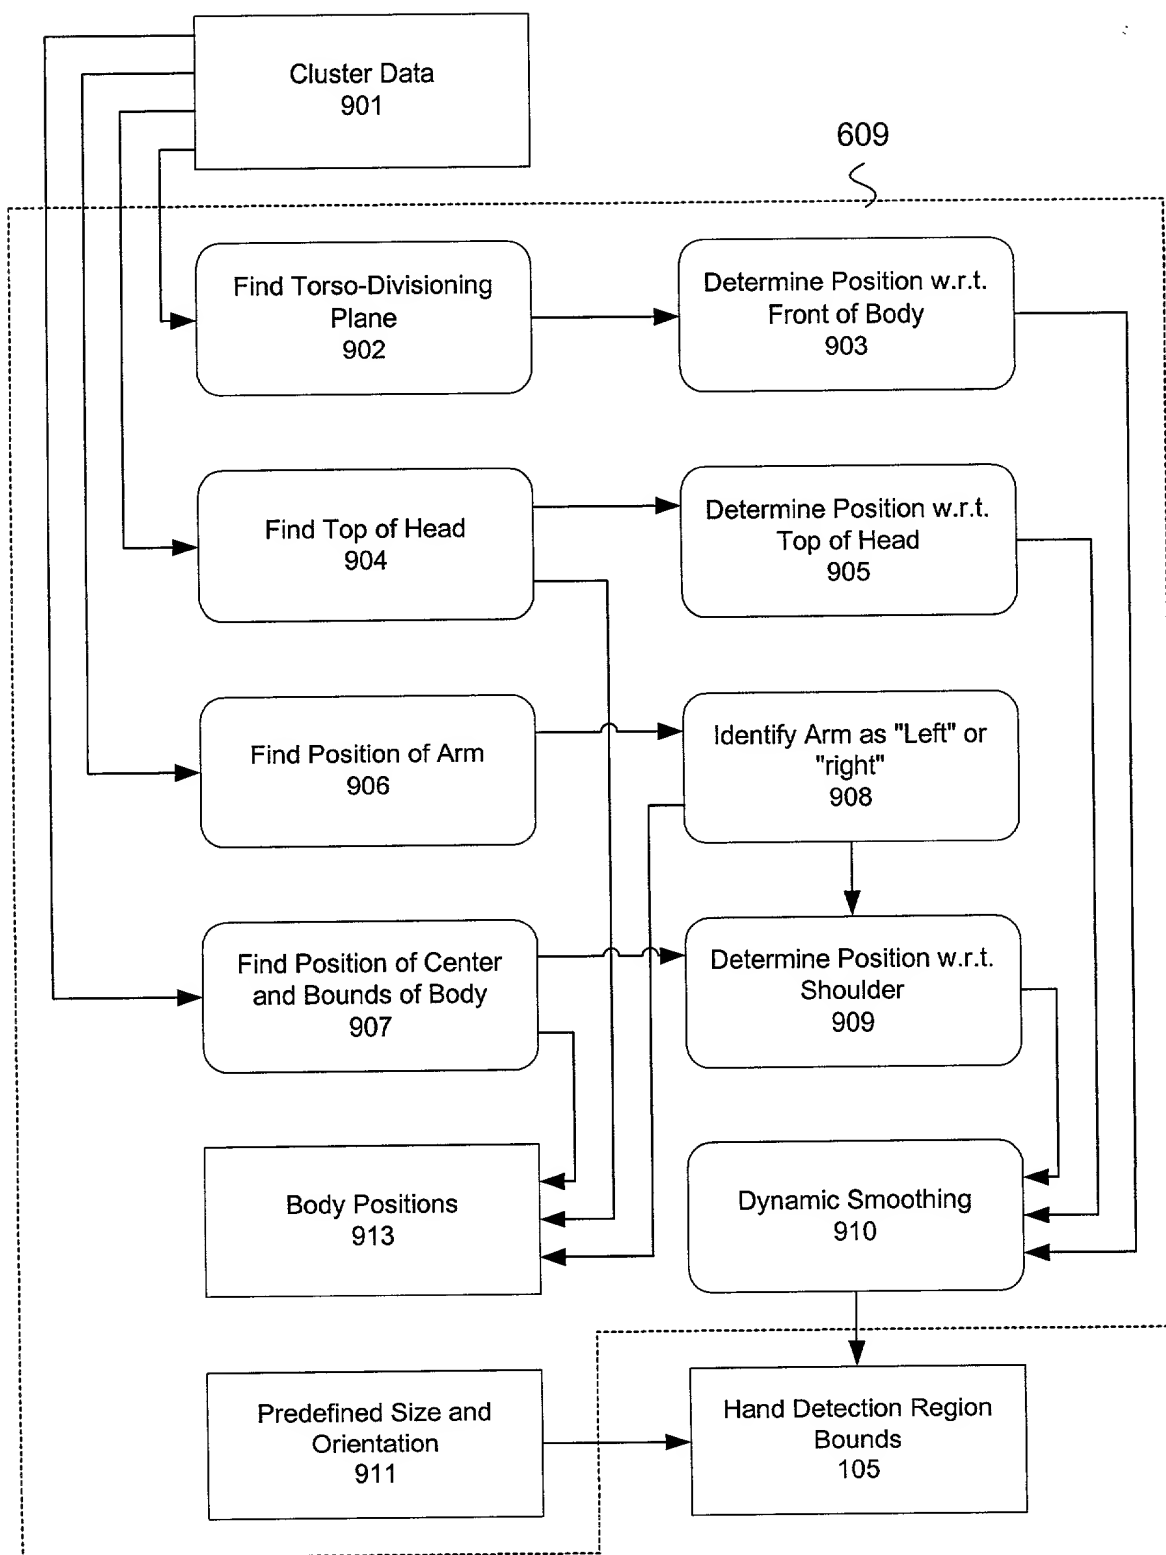 Cluster Data
901
609
Find Torso-Divisioning
Plane
902
Determine Position w.r.t.
Front of Body
903
Find Top of Head
904
Determine Position w.r.t.
Top of Head
905
Find Position of Arm
906
Identify Arm as "Left" or
"right"
908
Find Position of Center
and Bounds of Body
907
Determine Position w.r.t.
Shoulder
909
Body Positions
913
Dynamic Smoothing
910
Predefined Size and
Orientation
911
Hand Detection Region
Bounds
105